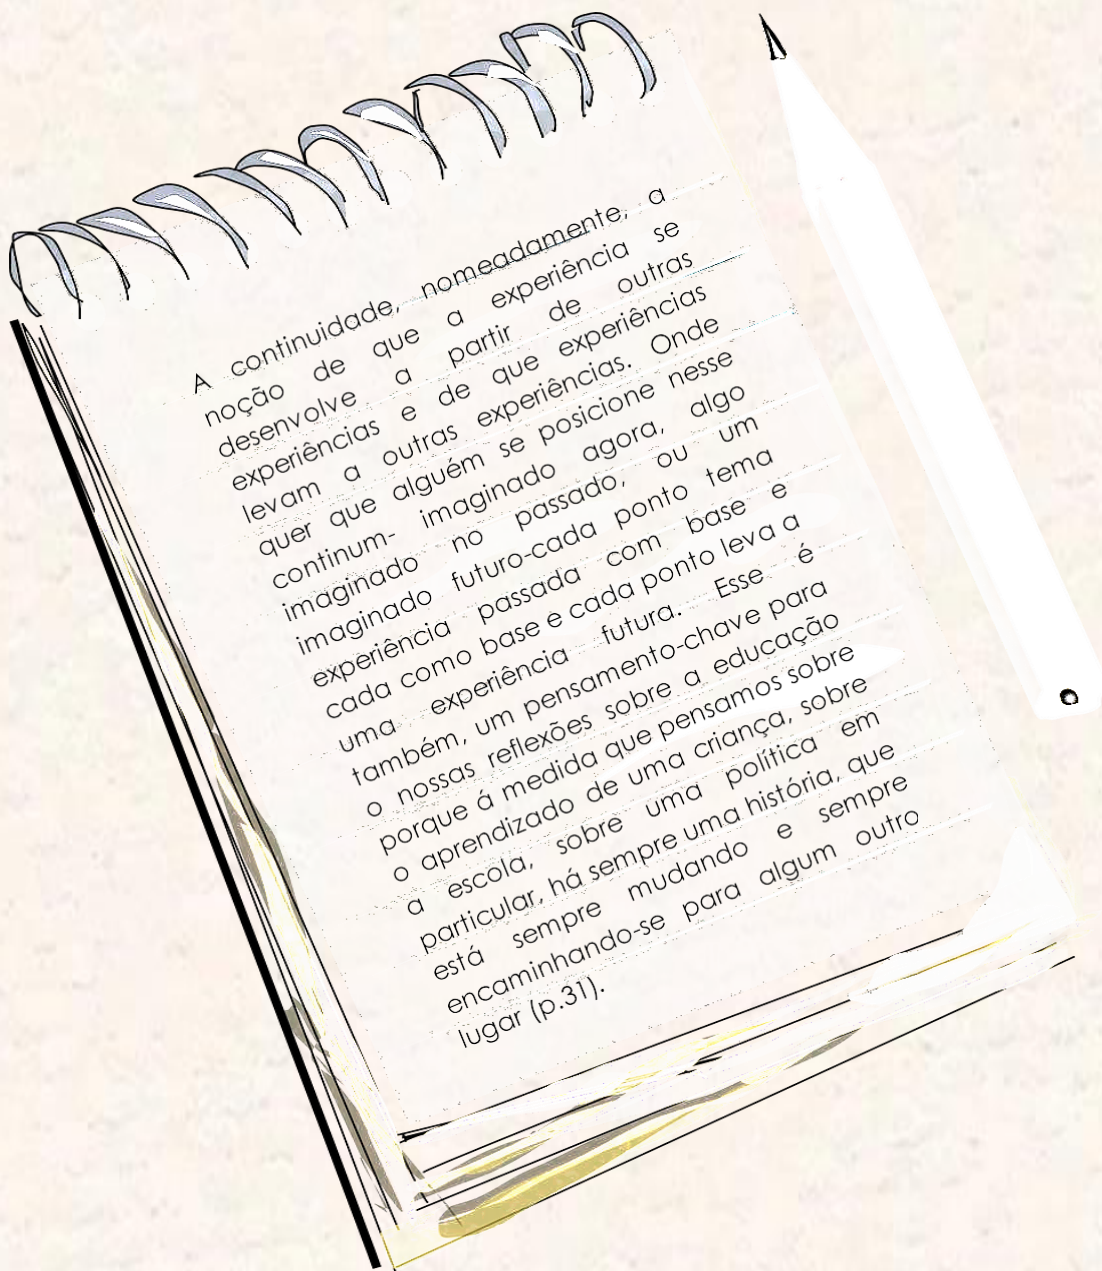 A continuidade, nomeadamente, a
noção de que a experiência se
desenvolve a partir de outras
experiências e de que experiências
levam a outras experiências. Onde
quer que alguém se posicione nesse
continum- imaginado agora, algo
imaginado no passado, ou um
imaginado futuro-cada ponto tema
experiência passada com base e
cada como base e cada ponto leva a
uma experiência futura. Esse é
também, um pensamento-chave para
o nossas reflexões sobre a educação
porque á medida que pensamos sobre
o aprendizado de uma criança, sobre
a escola, sobre uma política em
particular, há sempre uma história, que
está sempre mudando e sempre
encaminhando-se para algum outro
lugar (p.31).